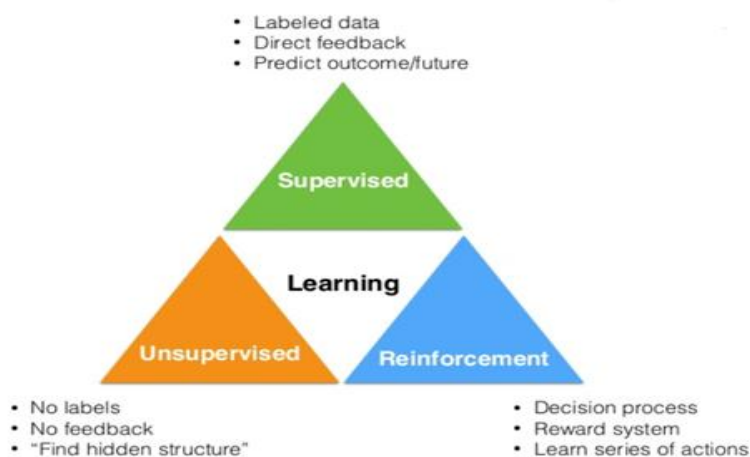 • Labeled data
• Direct feedback
• Predict outcome/future
Supervised
Learning
Unsupervised
Reinforcement
• No labels
• No feedback
• “Find hidden structure”
• Decision process
• Reward system
• Learn series of actions